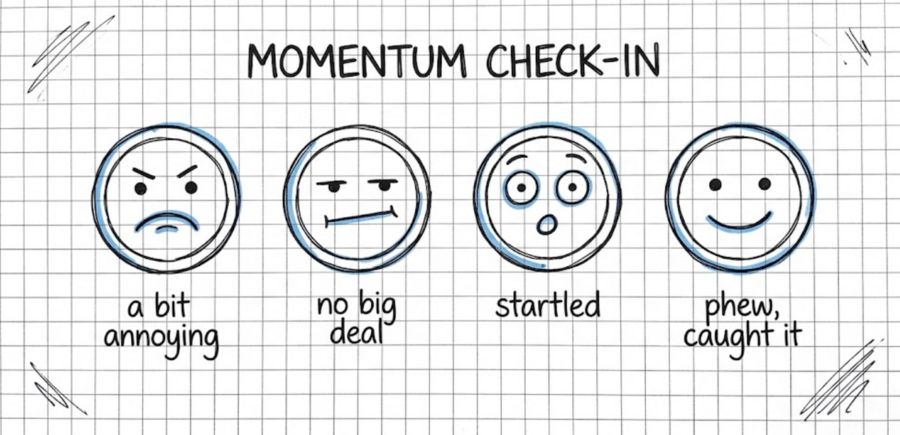 MOMENTUM CHECK-IN
a bit
annoying
no big
deal
startled
phew,
caught it